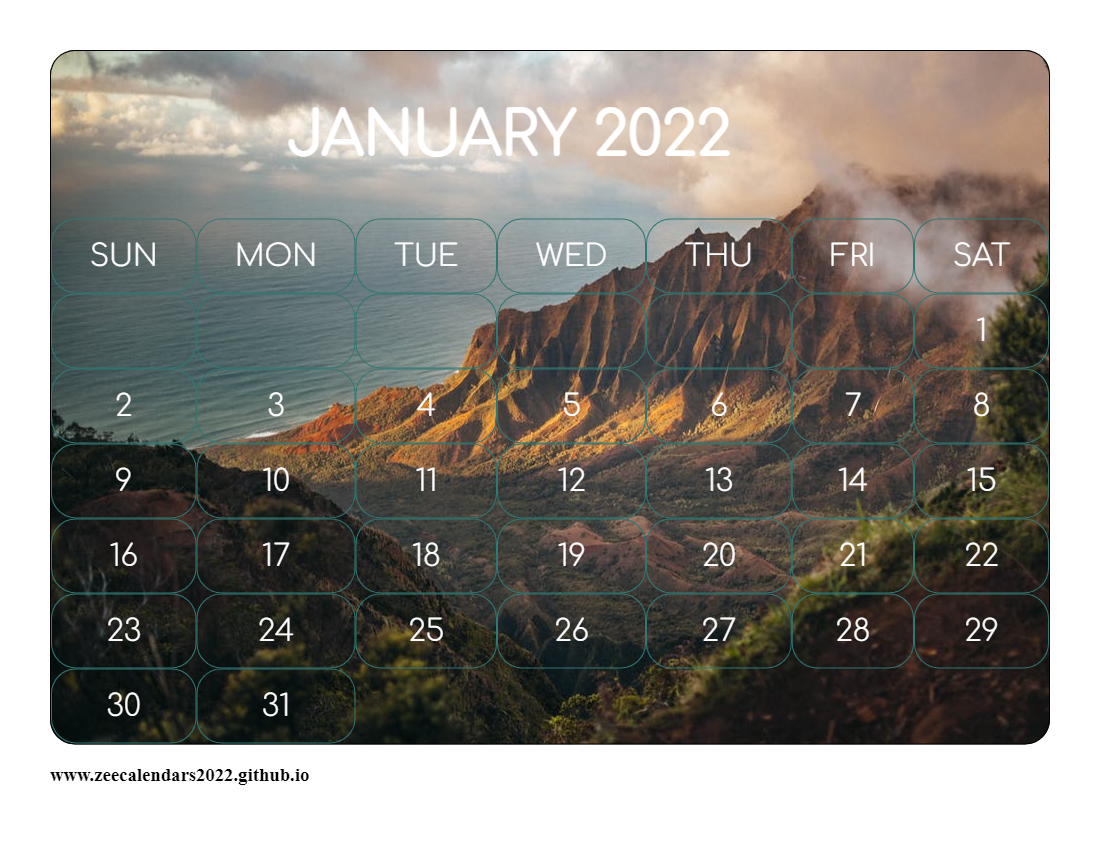 JANUARY 2022
SUN MON TUE WED THU FRI SAT
1
2 3 4 5 6 7 8
9 10 11 12 13 14 15
16 17 18 19 20 21 22
23 24 25 26 27 28 29
30 31
www.zeecalendars2022.github.io